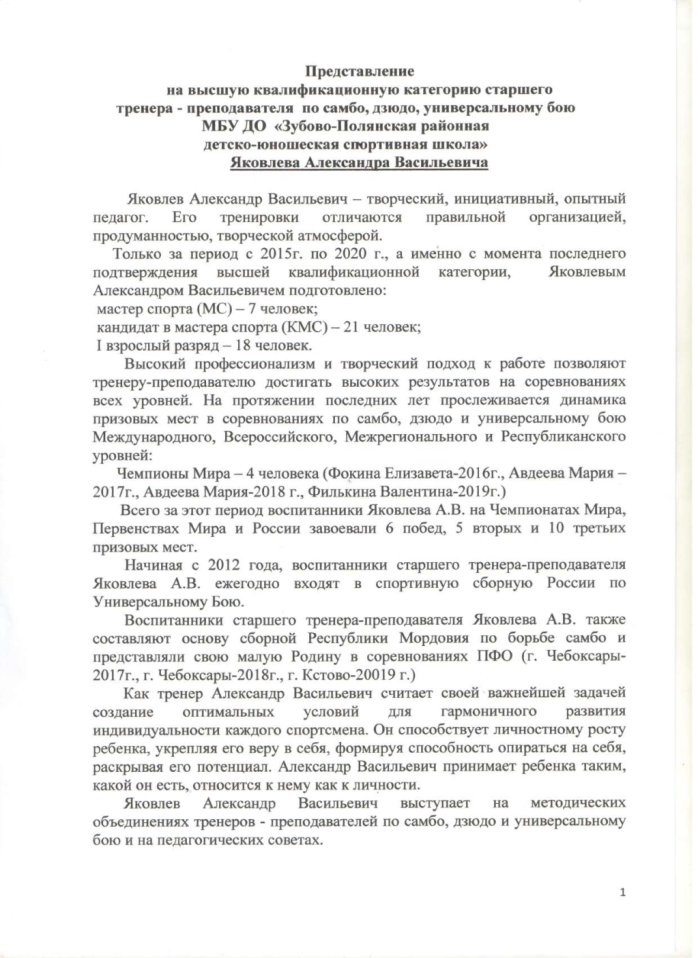 Представление
на высшую квалификационную категорию старшего
тренера - преподавателя по самбо, дзюдо, универсальному бою
МБУ ДО «Зубово-Полянская районная
детско-юношеская спортивная школа»
Яковлева Александра Васильевича
Яковлев Александр Васильевич – творческий, инициативный, опытный
педагог. Его тренировки отличаются правильной организацией,
продуманностью, творческой атмосферой.
Только за период с 2015г. по 2020 г., а именно с момента последнего
подтверждения высшей квалификационной категории, Яковлевым
Александром Васильевичем подготовлено:
мастер спорта (МС) – 7 человек;
кандидат в мастера спорта (КМС) – 21 человек;
I взрослый разряд – 18 человек.
Высокий профессионализм и творческий подход к работе позволяют
тренеру-преподавателю достигать высоких результатов на соревнованиях
всех уровней. На протяжении последних лет прослеживается динамика
призовых мест в соревнованиях по самбо, дзюдо и универсальному бою
Международного, Всероссийского, Межрегионального и Республиканского
уровней:
Чемпионы Мира – 4 человека (Фокина Елизавета-2016г., Авдеева Мария –
2017г., Авдеева Мария-2018 г., Филькина Валентина-2019г.)
Всего за этот период воспитанники Яковлева А.В. на Чемпионатах Мира,
Первенствах Мира и России завоевали 6 побед, 5 вторых и 10 третьих
призовых мест.
Начиная с 2012 года, воспитанники старшего тренера-преподавателя
Яковлева А.В. ежегодно входят в спортивную сборную России по
Универсальному Бою.
Воспитанники старшего тренера-преподавателя Яковлева А.В. также
составляют основу сборной Республики Мордовия по борьбе самбо и
представляли свою малую Родину в соревнованиях ПФО (г. Чебоксары-
2017г., г. Чебоксары-2018г., г. Кстово-20019 г.)
Как тренер Александр Васильевич считает своей важнейшей задачей
создание оптимальных условий для гармоничного развития
индивидуальности каждого спортсмена. Он способствует личностному росту
ребенка, укрепляя его веру в себя, формируя способность опираться на себя,
раскрывая его потенциал. Александр Васильевич принимает ребенка таким,
какой он есть, относится к нему как к личности.
Яковлев Александр Васильевич выступает на методических
объединениях тренеров - преподавателей по самбо, дзюдо и универсальному
бою и на педагогических советах.
1